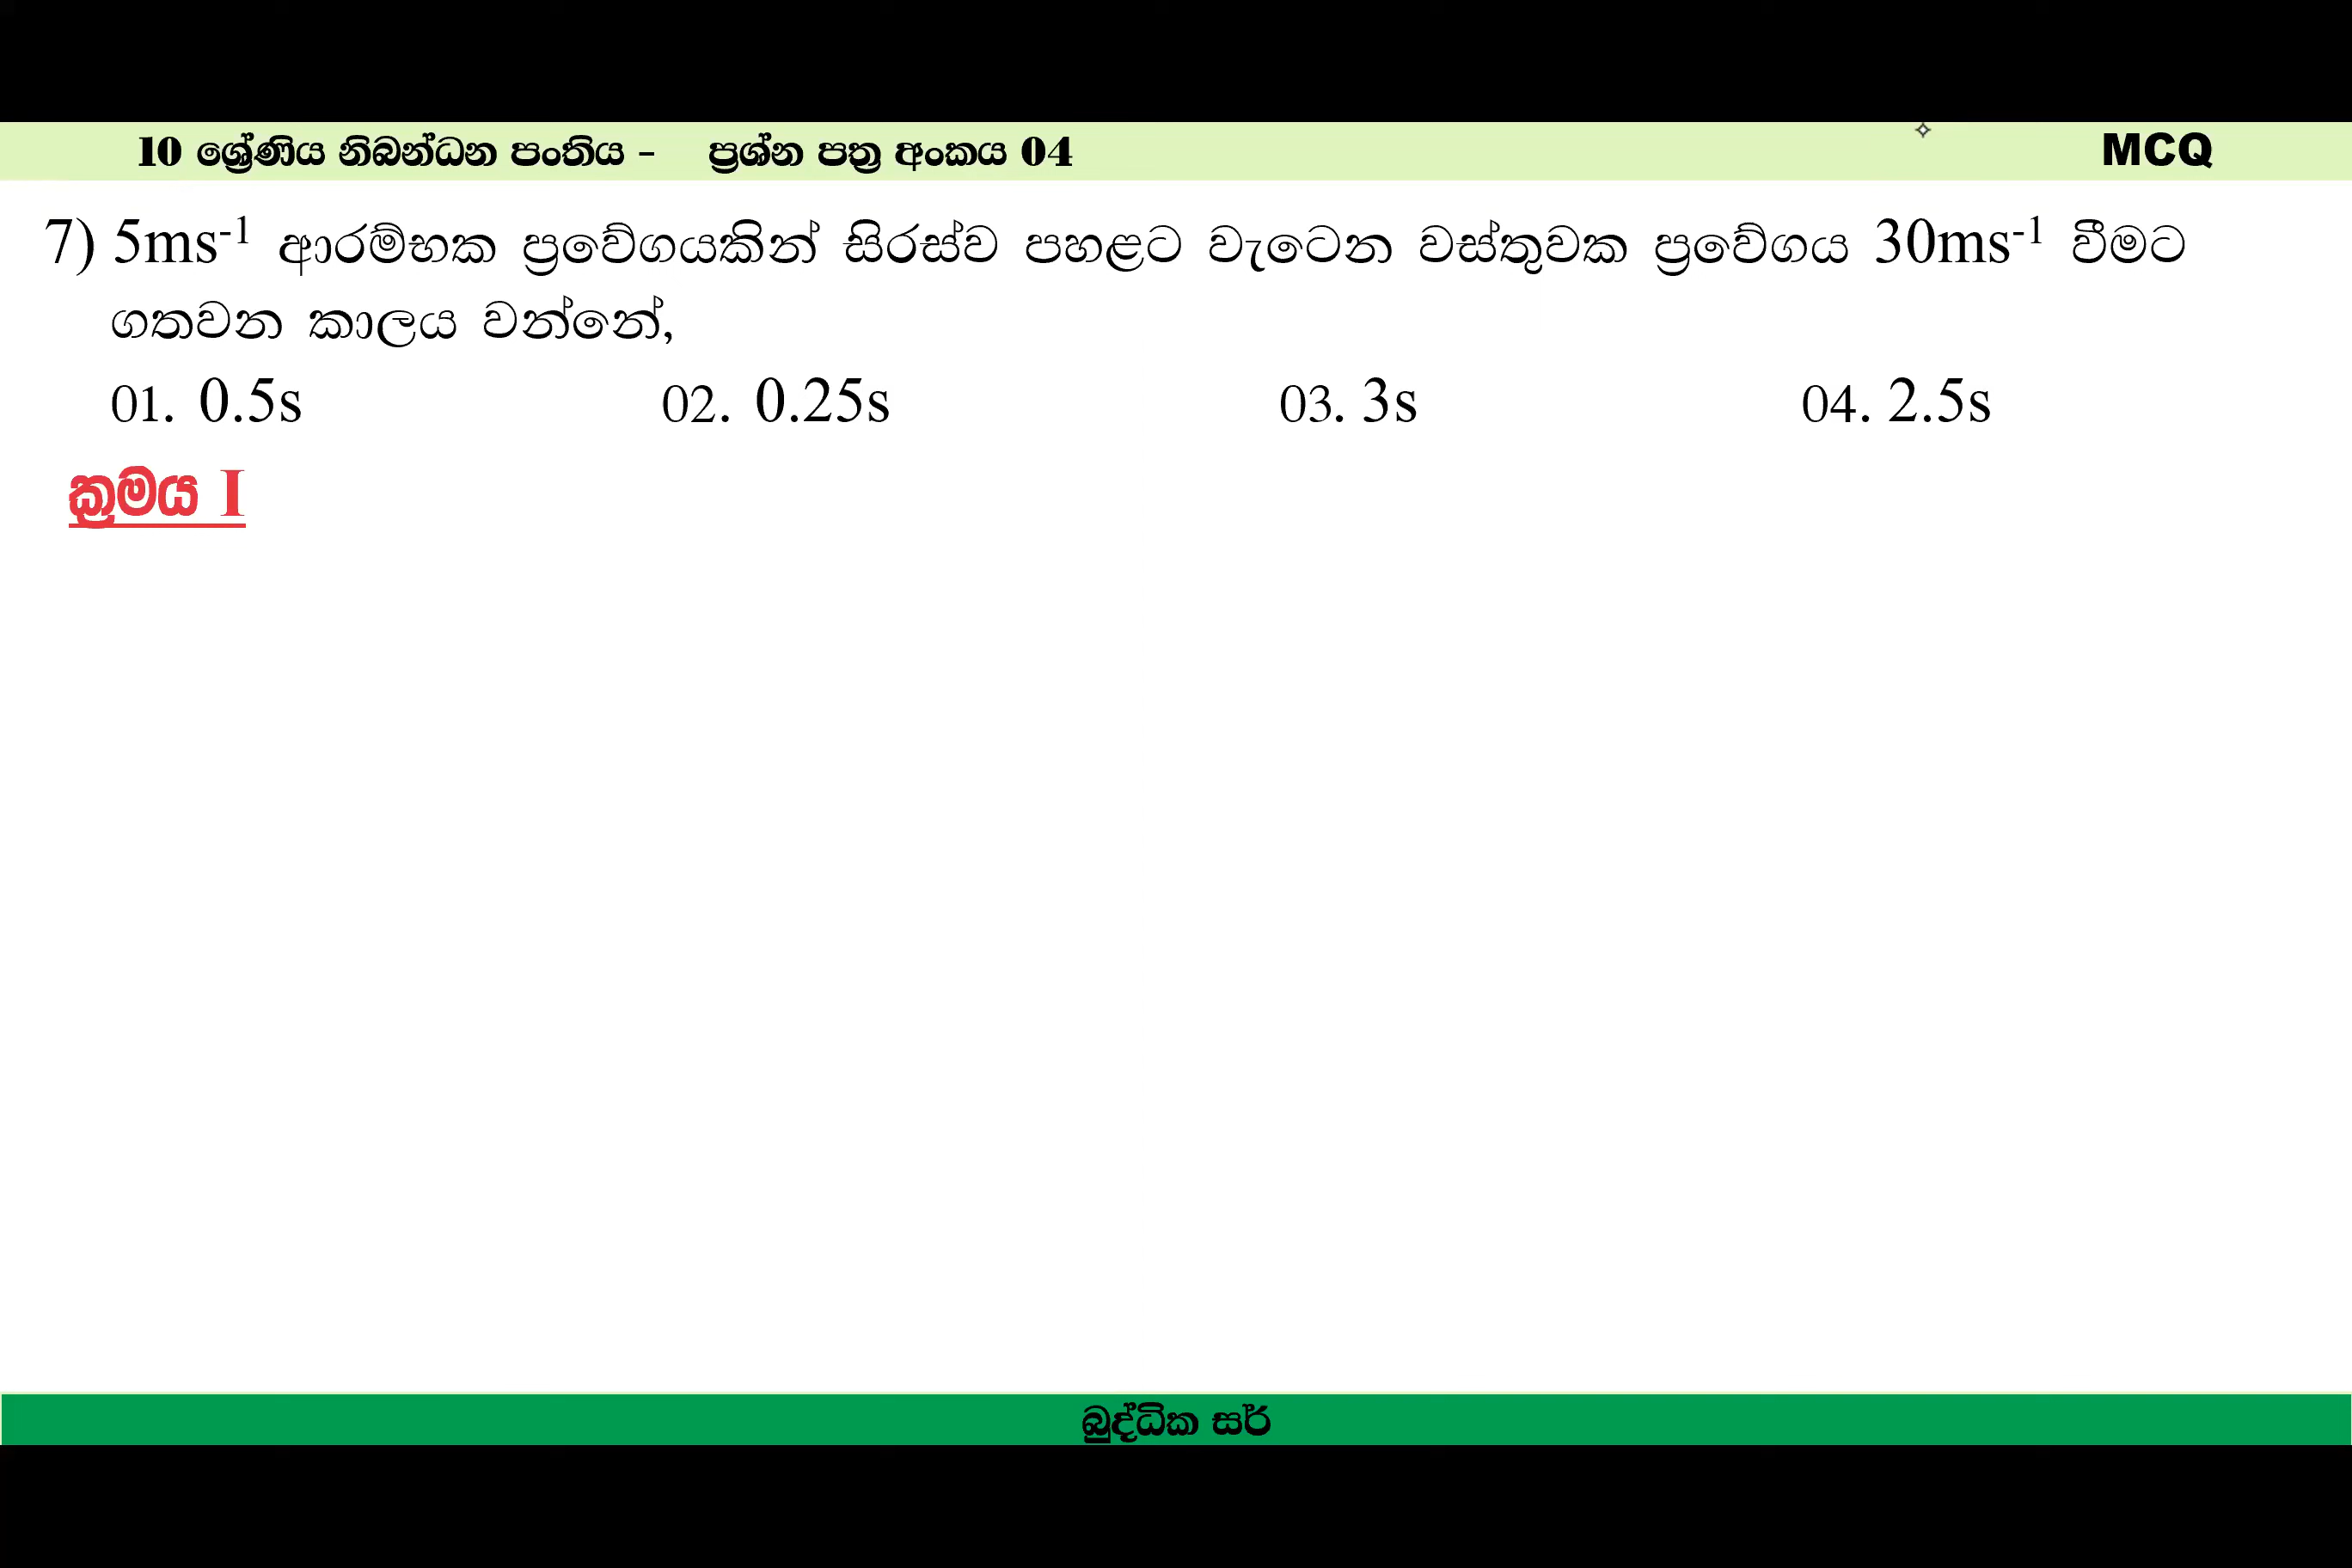 10 ශ්‍රේණිය නිබන්ධන පංතිය - ප්‍රශ්න පත්‍ර අංකය 04 MCQ
7) 5ms⁻¹ ආරම්භක ප්‍රවේගයකින් සිරස්ව පහළට වැටෙන වස්තුවක ප්‍රවේගය 30ms⁻¹ වීමට
ගතවන කාලය වන්නේ,
01. 0.5s 02. 0.25s 03. 3s 04. 2.5s
ක්‍රමය I
බුද්ධික සර්